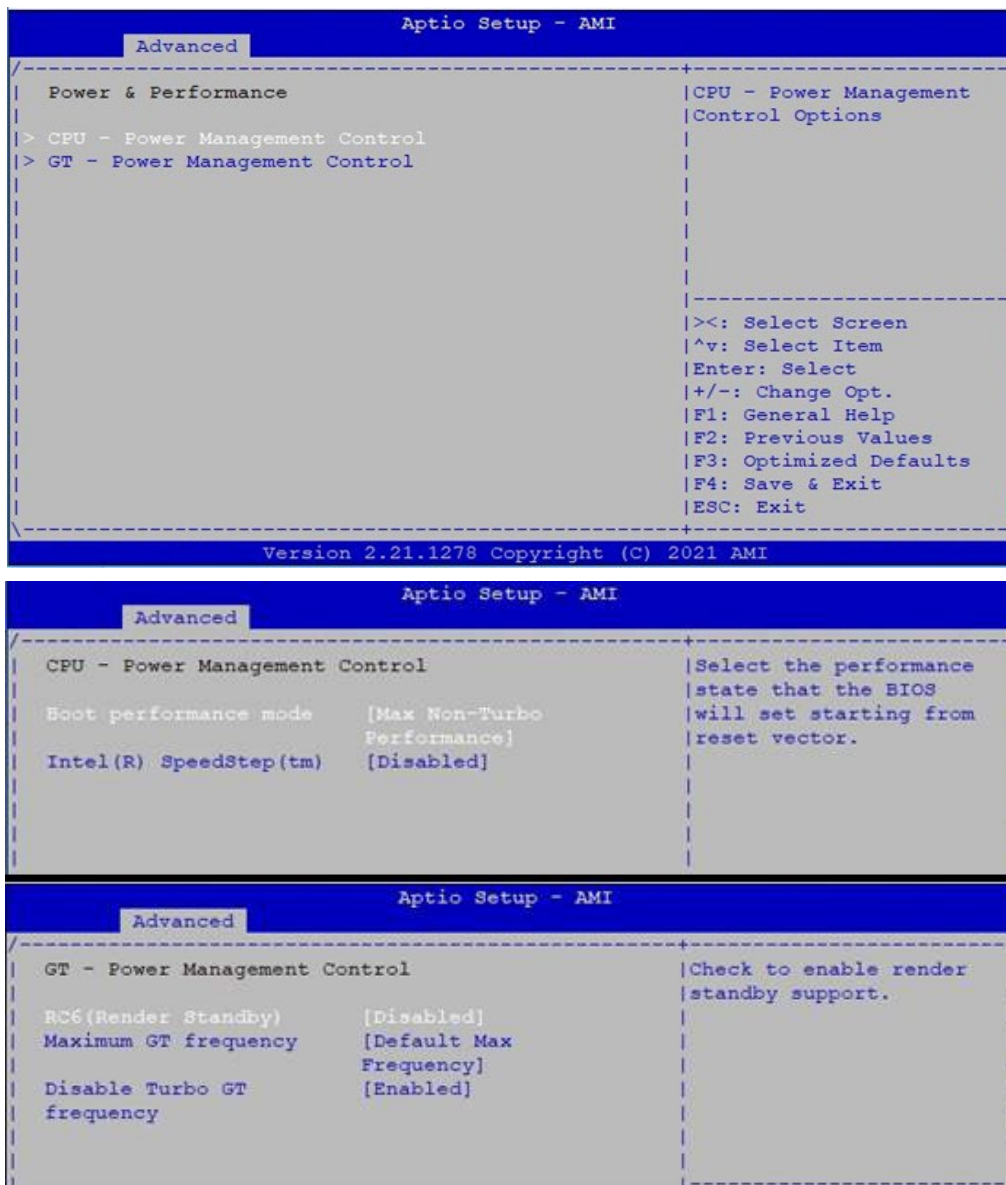 Aptio Setup - AMI
Advanced
Power & Performance
|CPU - Power Management
|Control Options
> CPU - Power Management Control
> GT - Power Management Control
|><: Select Screen
|^v: Select Item
|Enter: Select
|+/-: Change Opt.
|F1: General Help
|F2: Previous Values
|F3: Optimized Defaults
|F4: Save & Exit
|ESC: Exit
Version 2.21.1278 Copyright (C) 2021 AMI
Aptio Setup - AMI
Advanced
CPU - Power Management Control
|Select the performance
|state that the BIOS
|will set starting from
|reset vector.
Boot performance mode [Max Non-Turbo
Performance]
Intel(R) SpeedStep(tm) [Disabled]
Aptio Setup - AMI
Advanced
GT - Power Management Control
|Check to enable render
|standby support.
RC6(Render Standby) [Disabled]
Maximum GT frequency [Default Max
Frequency]
Disable Turbo GT [Enabled]
frequency